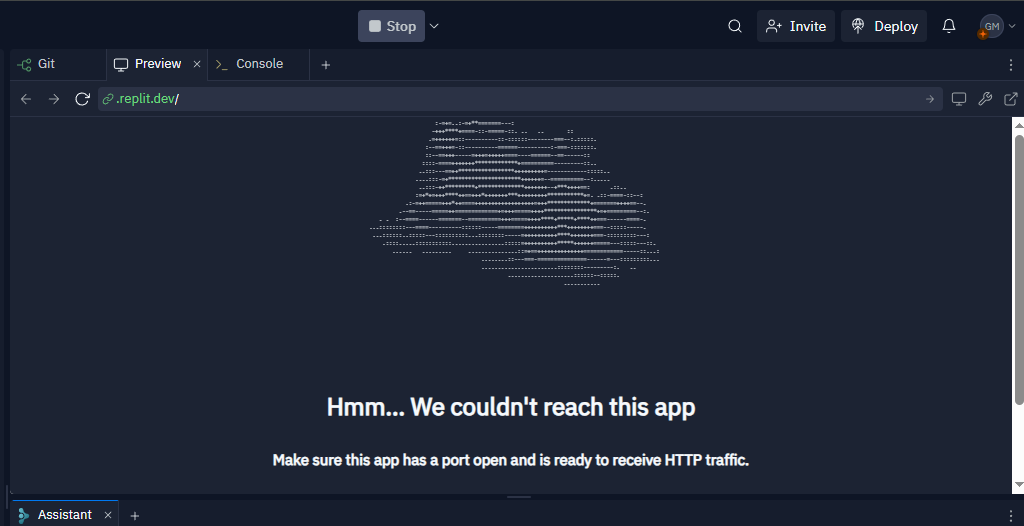 Stop
Invite
Deploy
GM
Git
Preview
Console
.replit.dev/
Hmm... We couldn't reach this app
Make sure this app has a port open and is ready to receive HTTP traffic.
Assistant